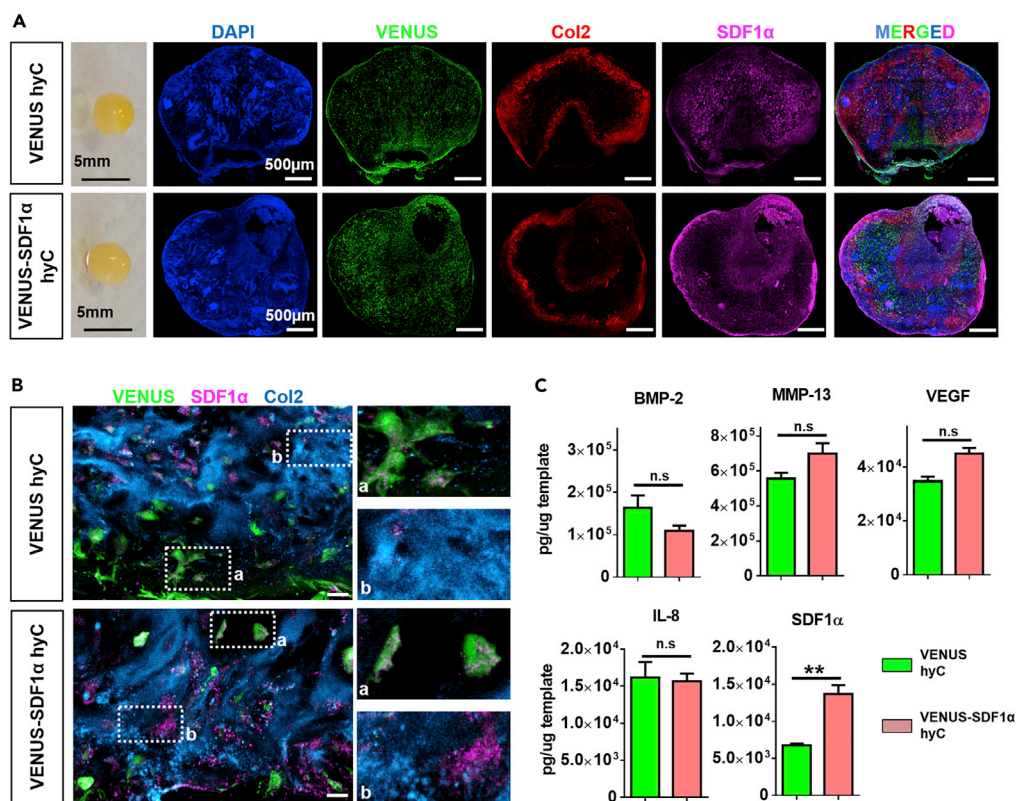 A
DAPI VENUS Col2 SDF1α MERGED
VENUS hyC
5mm
500µm
VENUS-SDF1α
hyC
5mm
500µm
B
VENUS SDF1α Col2
VENUS hyC
b
a
a
b
VENUS-SDF1α hyC
a
b
a
b
C
BMP-2
pg/ug template
3×10⁵
2×10⁵
1×10⁵
0
n.s
MMP-13
8×10⁵
6×10⁵
4×10⁵
2×10⁵
0
n.s
VEGF
4×10⁴
2×10⁴
0
n.s
IL-8
pg/ug template
2.0×10⁴
1.5×10⁴
1.0×10⁴
5.0×10³
0
n.s
SDF1α
2.0×10⁴
1.5×10⁴
1.0×10⁴
5.0×10³
0
**
VENUS
hyC
VENUS-SDF1α
hyC